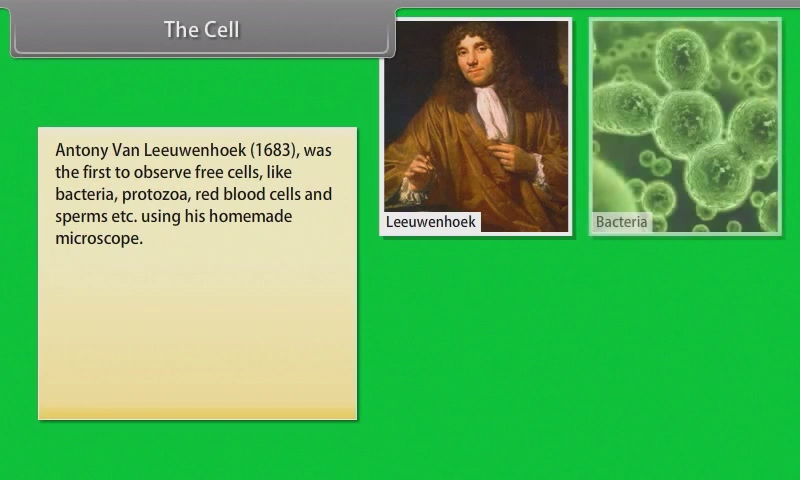 The Cell
Antony Van Leeuwenhoek (1683), was
the first to observe free cells, like
bacteria, protozoa, red blood cells and
sperms etc. using his homemade
microscope.
Leeuwenhoek
Bacteria